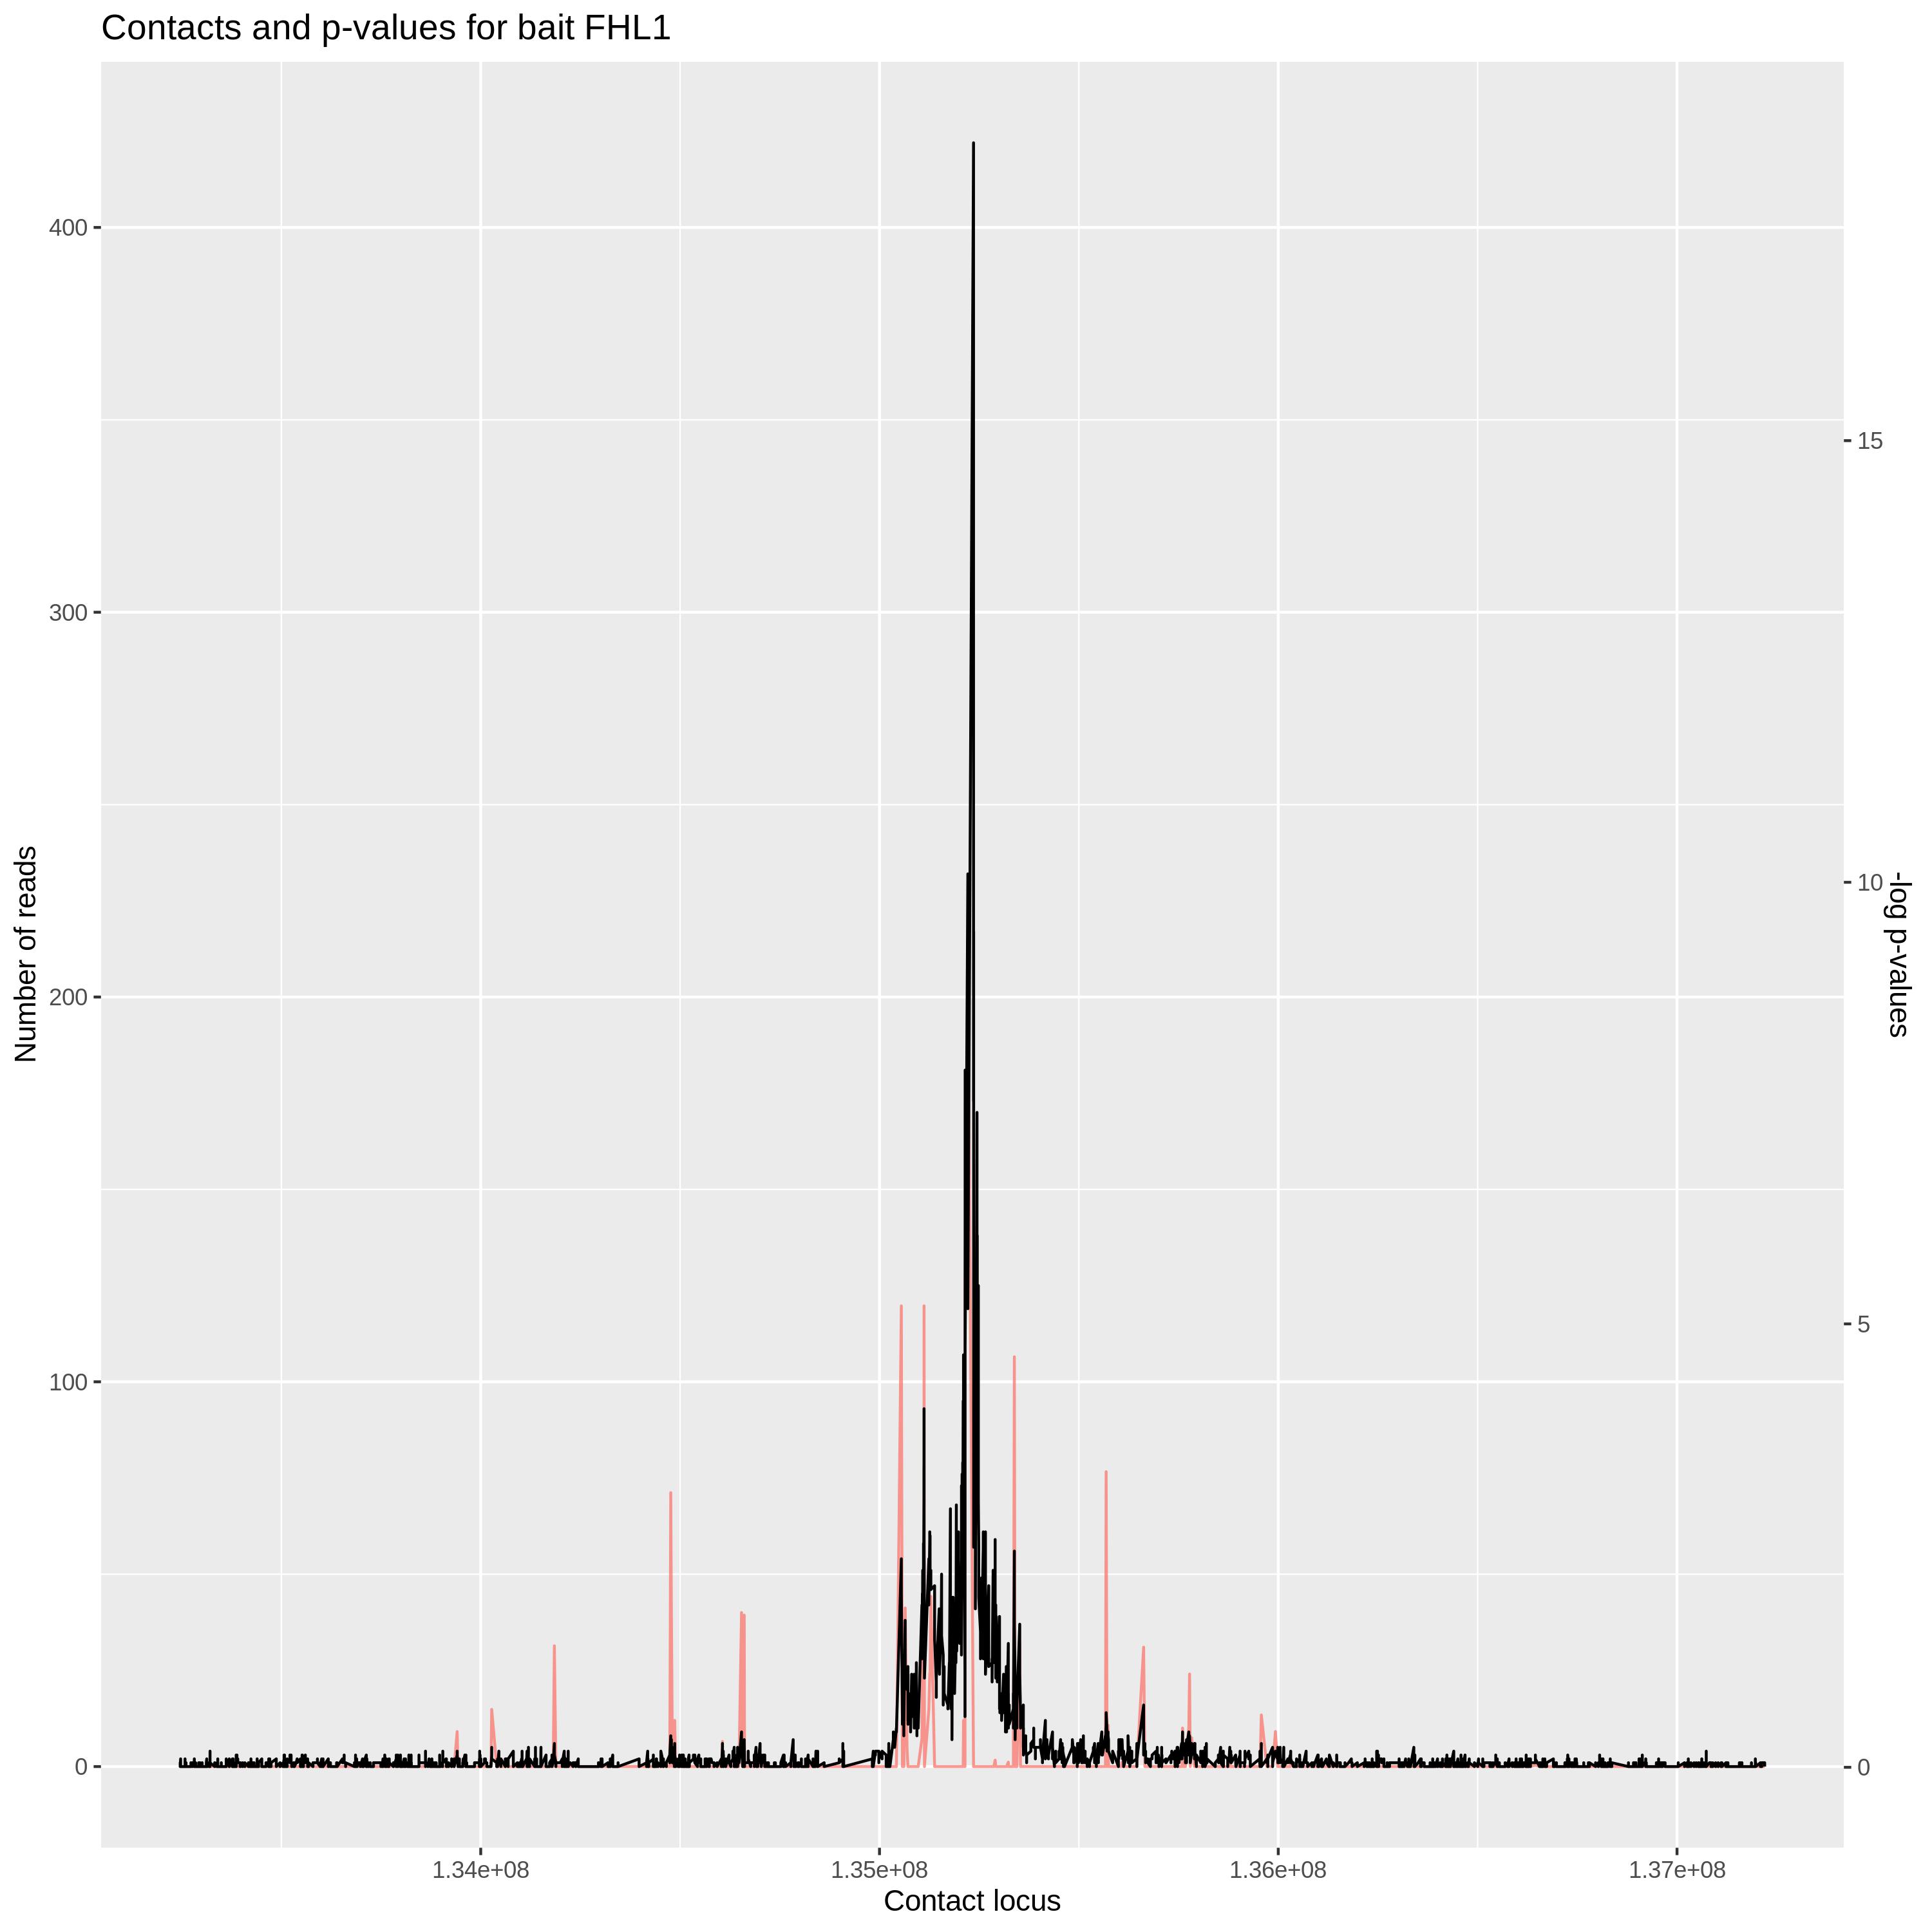 Contacts and p-values for bait FHL1
Number of reads
400
300
200
100
0
15
10
5
0
-log p-values
1.34e+08
1.35e+08
1.36e+08
1.37e+08
Contact locus